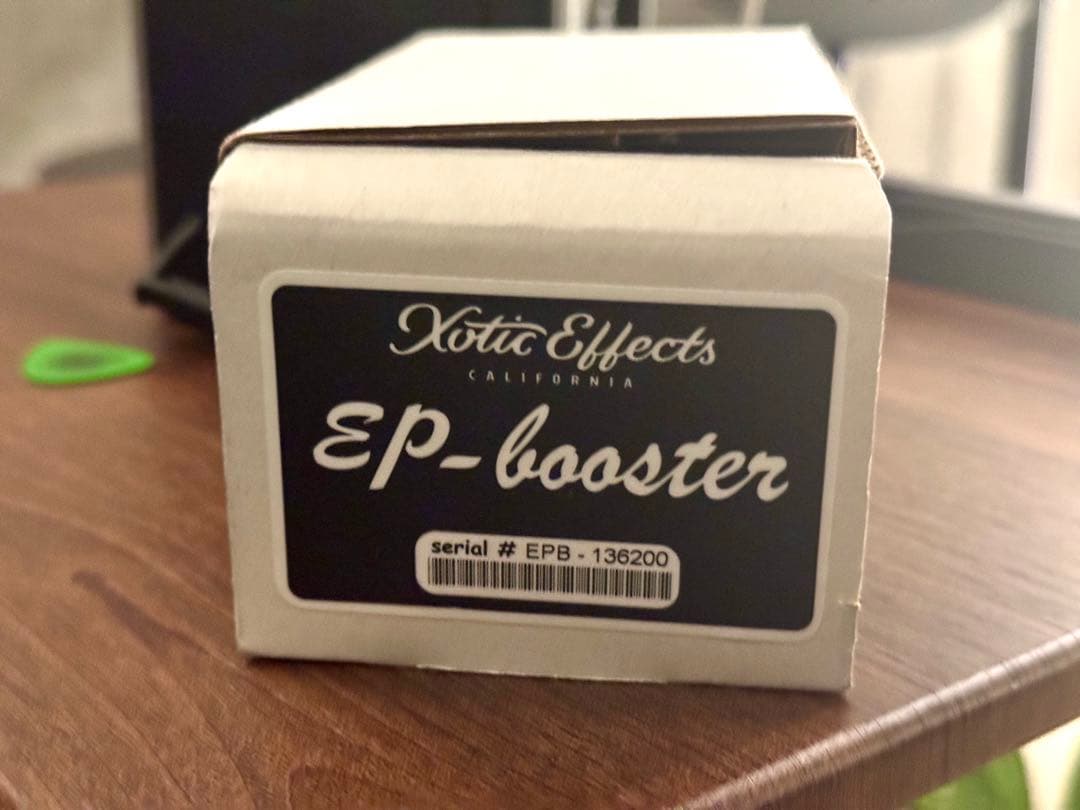 Xotic Effects
CALIFORNIA
EP-booster
serial # EPB - 136200